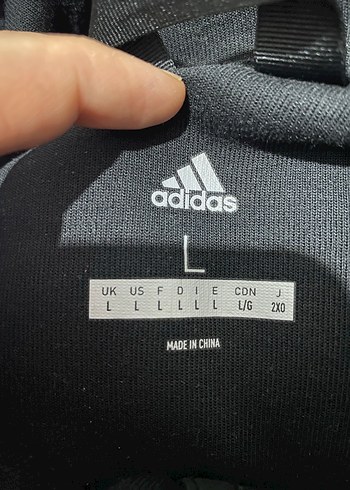 adidas
L
UK US F D I E CDN J
L L L L L L L/G 2XO
MADE IN CHINA